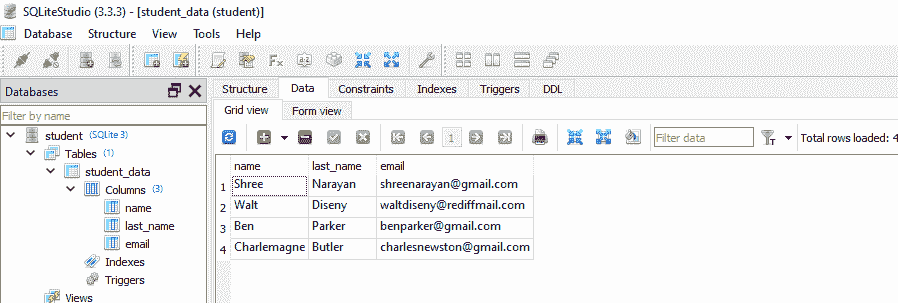 SQLiteStudio (3.3.3) - [student_data (student)]
Database Structure View Tools Help
Databases
Filter by name
student (SQLite 3)
Tables (1)
student_data
Columns (3)
name
last_name
email
Indexes
Triggers
Views
Structure Data Constraints Indexes Triggers DDL
Grid view Form view
1 Filter data Total rows loaded: 4
name last_name email
1 Shree Narayan shreenarayan@gmail.com
2 Walt Diseny waltdiseny@rediffmail.com
3 Ben Parker benparker@gmail.com
4 Charlemagne Butler charlesnewston@gmail.com